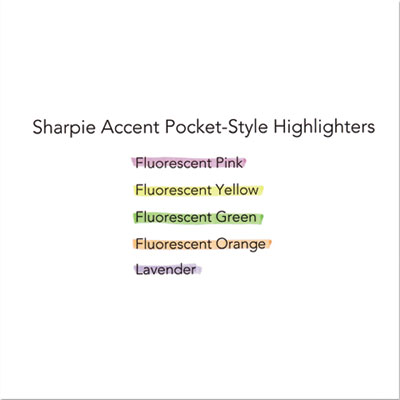 Sharpie Accent Pocket-Style Highlighters
Fluorescent Pink
Fluorescent Yellow
Fluorescent Green
Fluorescent Orange
Lavender